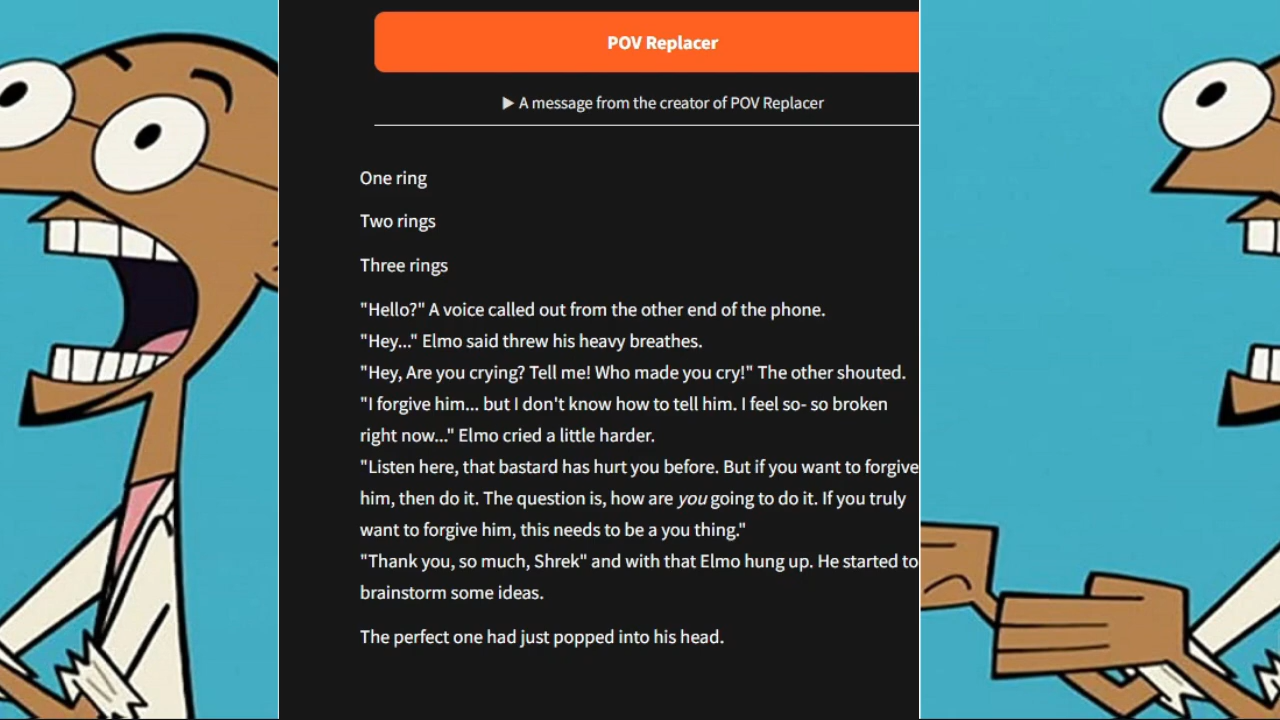 POV Replacer
▶ A message from the creator of POV Replacer
One ring
Two rings
Three rings
"Hello?" A voice called out from the other end of the phone.
"Hey..." Elmo said threw his heavy breathes.
"Hey, Are you crying? Tell me! Who made you cry!" The other shouted.
"I forgive him... but I don't know how to tell him. I feel so- so broken
right now..." Elmo cried a little harder.
"Listen here, that bastard has hurt you before. But if you want to forgive
him, then do it. The question is, how are you going to do it. If you truly
want to forgive him, this needs to be a you thing."
"Thank you, so much, Shrek" and with that Elmo hung up. He started to
brainstorm some ideas.
The perfect one had just popped into his head.